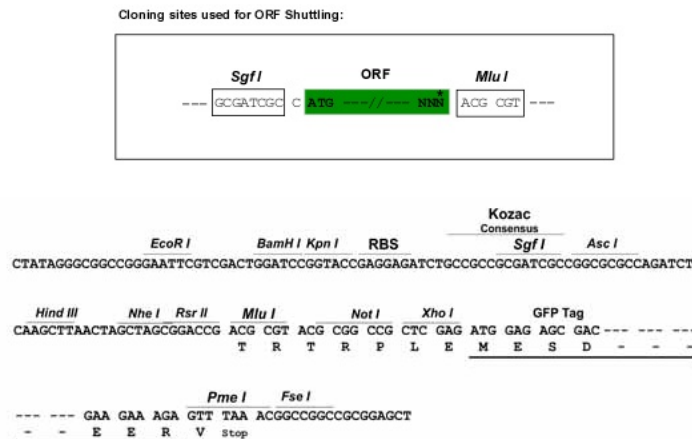 Cloning sites used for ORF Shuttling:
Sgf I ORF Mlu I
--- GCGATCGC C ATG ---//--- NNN* ACG CGT ---
Kozac
Consensus
EcoR I BamH I Kpn I RBS Sgf I Asc I
CTATAGGGCGGCCGGGAATTCGTCGACTGGATCCGGTACCGAGGAGATCTGCCGCCGCGATCGCCGGCGCGCCAGATCT
Hind III Nhe I Rsr II Mlu I Not I Xho I GFP Tag
CAAGCTTAACTAGCTAGCGGACCG ACG CGT ACG CGG CCG CTC GAG ATG GAG AGC GAC--- --- ---
T R T R P L E M E S D - - -
Pme I Fse I
--- --- GAA GAA AGA GTT TAA ACGGCCGGCCGCGGAGCT
- - E E R V Stop